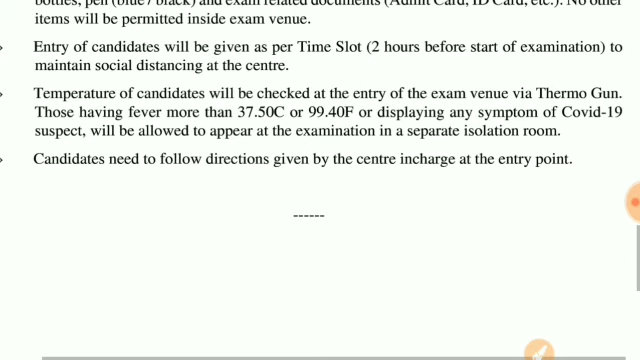 bottles, pen (blue / black) and exam related documents (Admit Card, ID Card, etc.). No other
items will be permitted inside exam venue.
Entry of candidates will be given as per Time Slot (2 hours before start of examination) to
maintain social distancing at the centre.
Temperature of candidates will be checked at the entry of the exam venue via Thermo Gun.
Those having fever more than 37.50C or 99.40F or displaying any symptom of Covid-19
suspect, will be allowed to appear at the examination in a separate isolation room.
Candidates need to follow directions given by the centre incharge at the entry point.
------